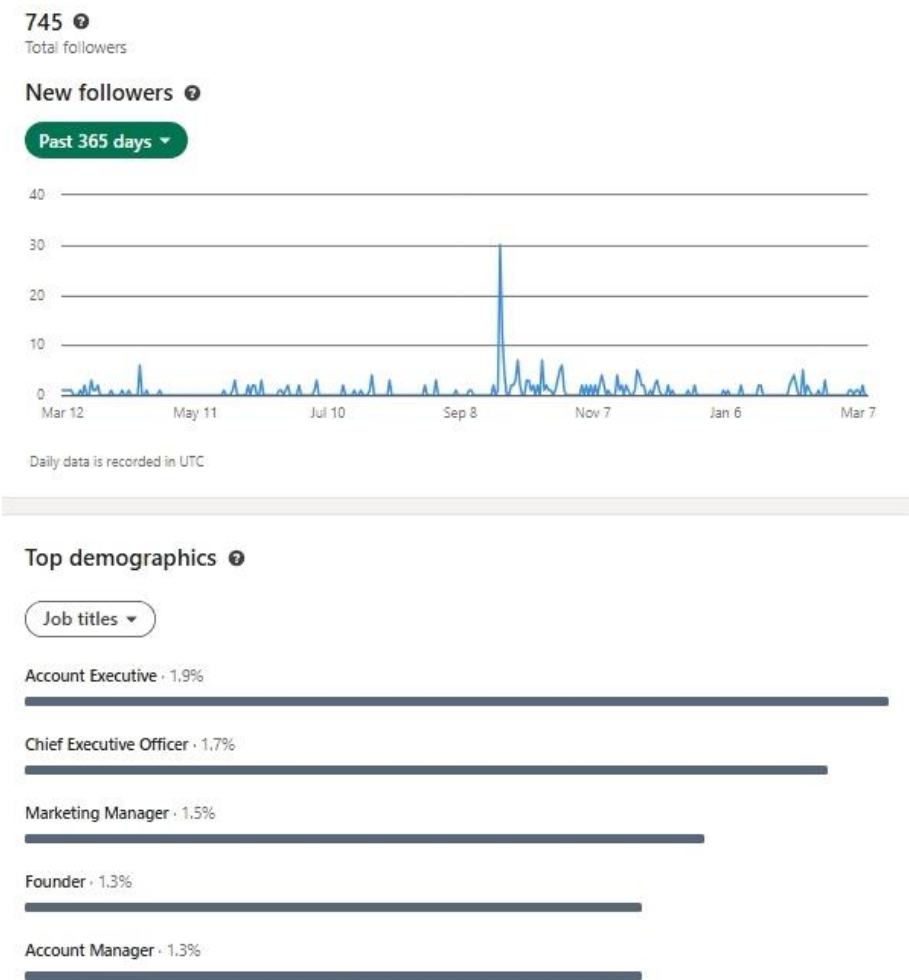 745
Total followers
New followers
Past 365 days
40
30
20
10
0
Mar 12 May 11 Jul 10 Sep 8 Nov 7 Jan 6 Mar 7
Daily data is recorded in UTC
Top demographics
Job titles
Account Executive · 1.9%
Chief Executive Officer · 1.7%
Marketing Manager · 1.5%
Founder · 1.3%
Account Manager · 1.3%